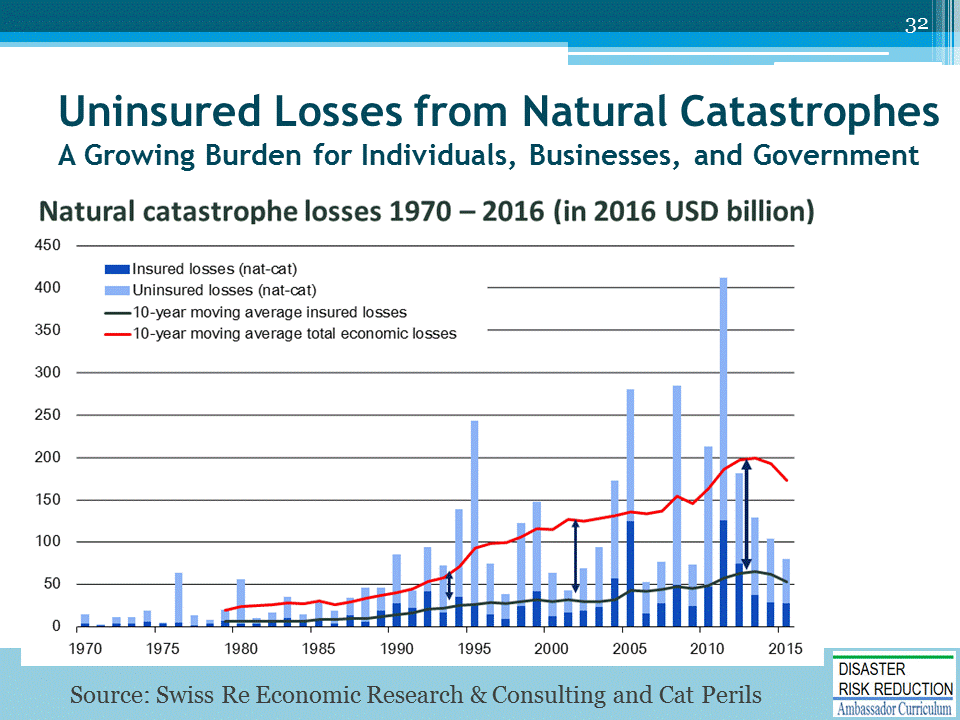 32
Uninsured Losses from Natural Catastrophes
A Growing Burden for Individuals, Businesses, and Government
Natural catastrophe losses 1970 – 2016 (in 2016 USD billion)
450
Insured losses (nat-cat)
400
Uninsured losses (nat-cat)
10-year moving average insured losses
350
10-year moving average total economic losses
300
250
200
150
100
50
0
1970 1975 1980 1985 1990 1995 2000 2005 2010 2015
Source: Swiss Re Economic Research & Consulting and Cat Perils
DISASTER
RISK REDUCTION
Ambassador Curriculum